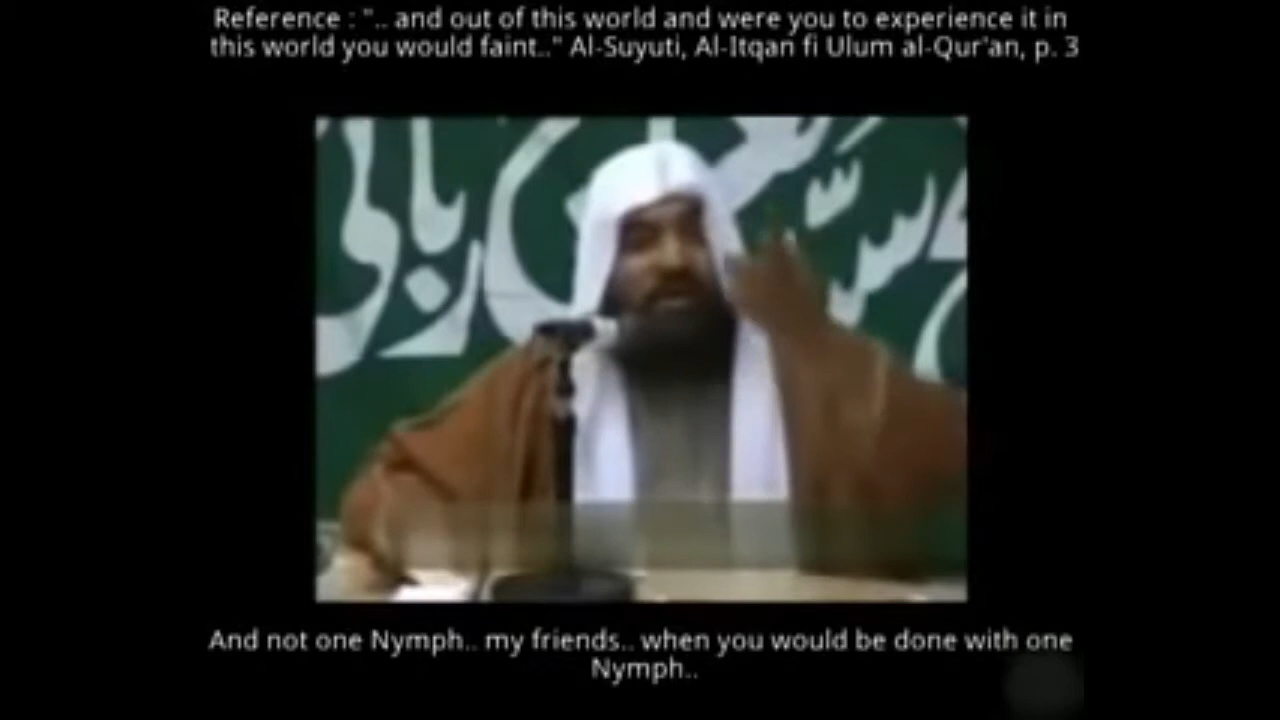 Reference : ".. and out of this world and were you to experience it in
this world you would faint.." Al-Suyuti, Al-Itqan fi Ulum al-Qur'an, p. 3
And not one Nymph.. my friends.. when you would be done with one
Nymph..